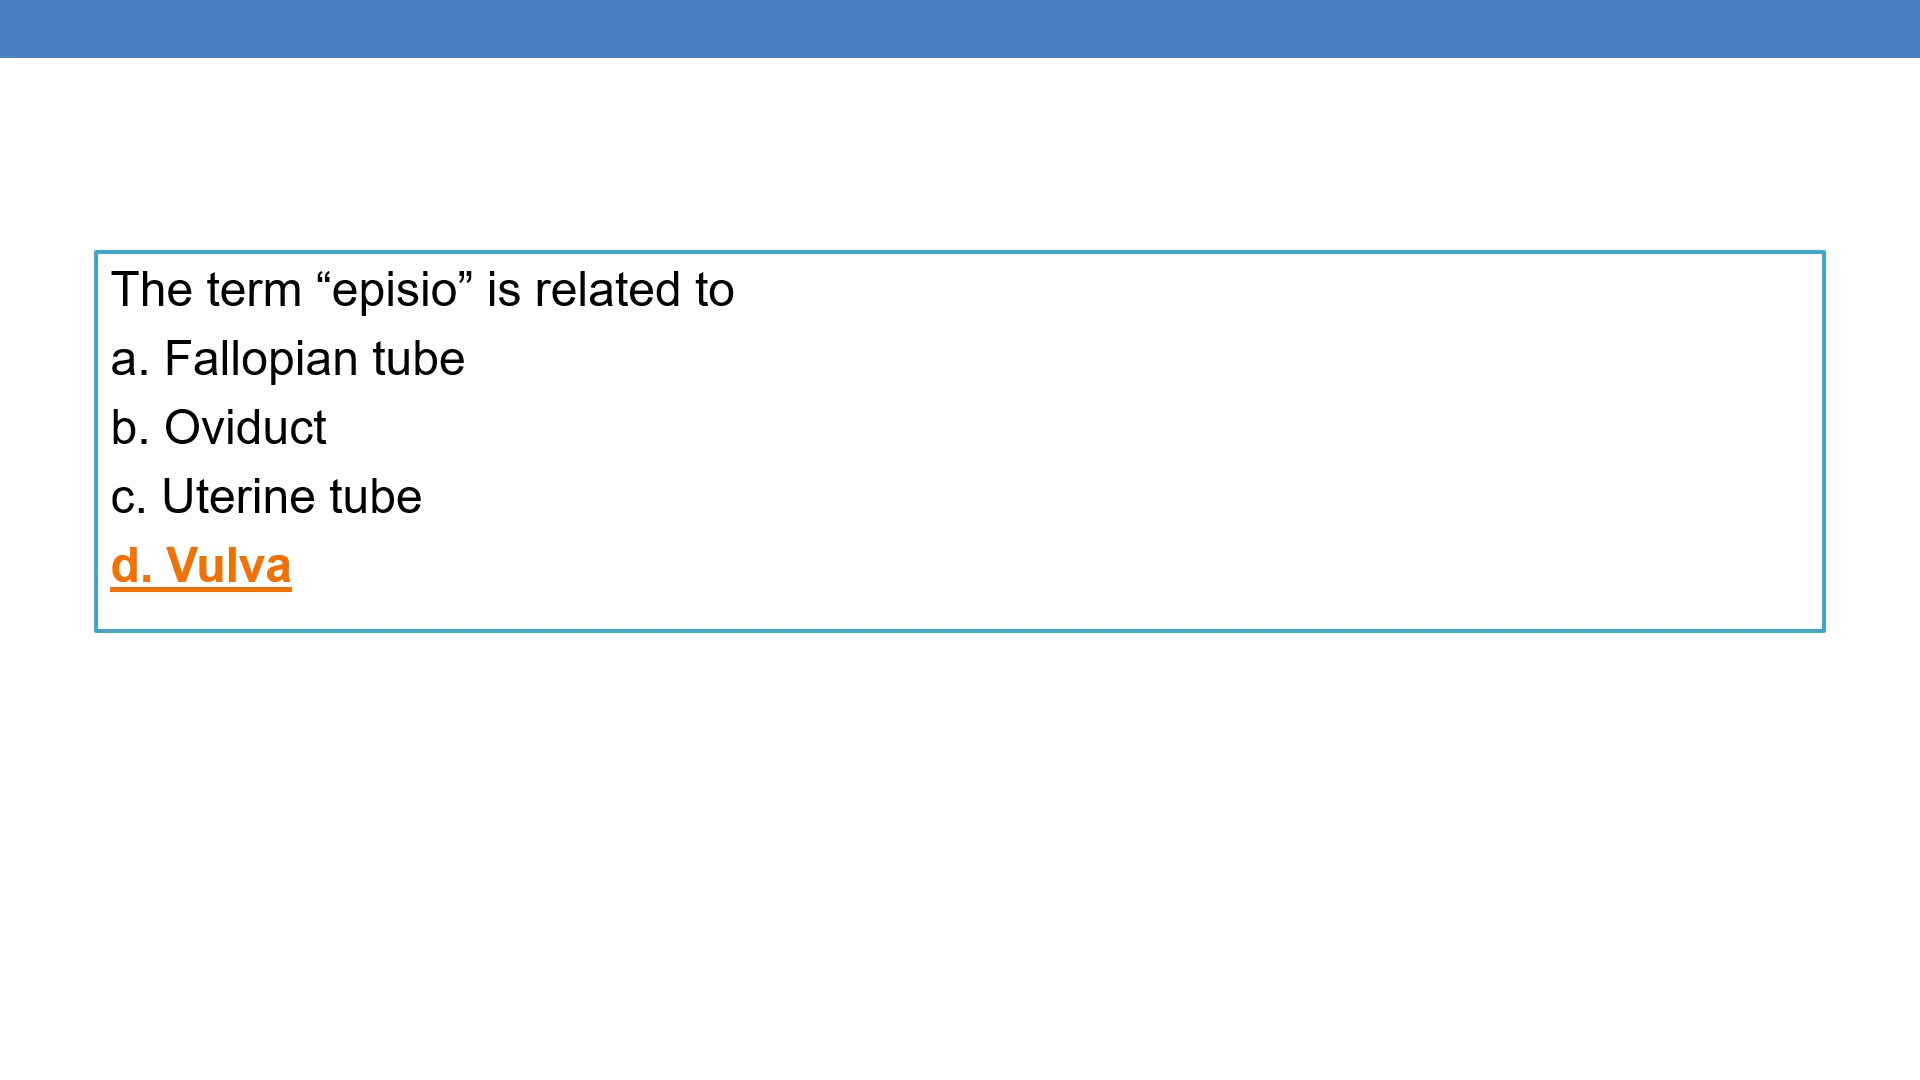 The term “episio” is related to
a. Fallopian tube
b. Oviduct
c. Uterine tube
d. Vulva